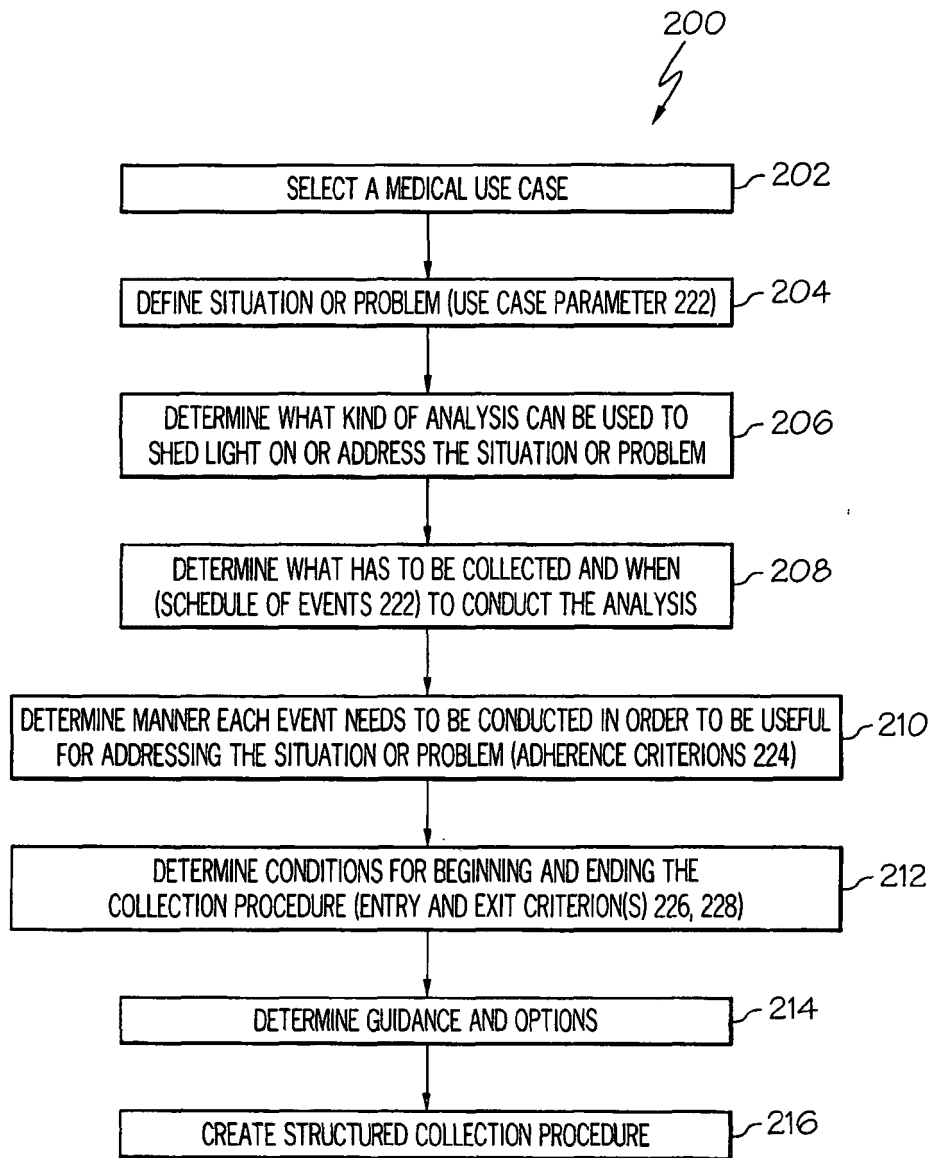 200
SELECT A MEDICAL USE CASE
202
DEFINE SITUATION OR PROBLEM (USE CASE PARAMETER 222)
204
DETERMINE WHAT KIND OF ANALYSIS CAN BE USED TO
SHED LIGHT ON OR ADDRESS THE SITUATION OR PROBLEM
206
DETERMINE WHAT HAS TO BE COLLECTED AND WHEN
(SCHEDULE OF EVENTS 222) TO CONDUCT THE ANALYSIS
208
DETERMINE MANNER EACH EVENT NEEDS TO BE CONDUCTED IN ORDER TO BE USEFUL
FOR ADDRESSING THE SITUATION OR PROBLEM (ADHERENCE CRITERIONS 224)
210
DETERMINE CONDITIONS FOR BEGINNING AND ENDING THE
COLLECTION PROCEDURE (ENTRY AND EXIT CRITERION(S) 226, 228)
212
DETERMINE GUIDANCE AND OPTIONS
214
CREATE STRUCTURED COLLECTION PROCEDURE
216